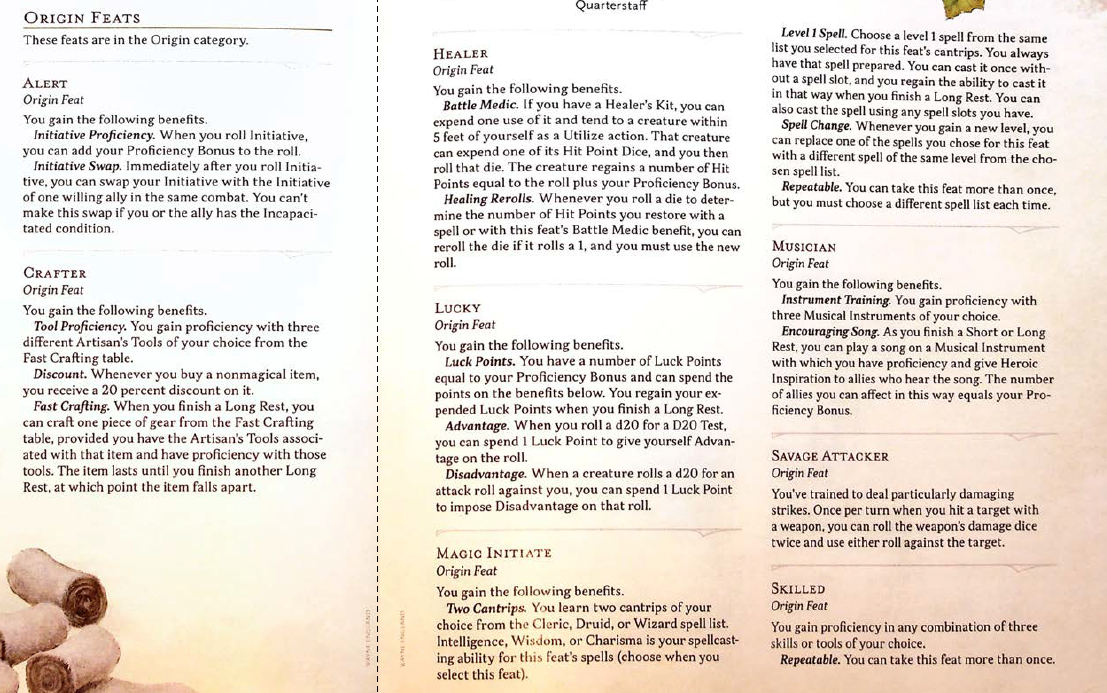 ORIGIN FEATS
These feats are in the Origin category.
ALERT
Origin Feat
You gain the following benefits.
Initiative Proficiency. When you roll Initiative,
you can add your Proficiency Bonus to the roll.
Initiative Swap. Immediately after you roll Initia-
tive, you can swap your Initiative with the Initiative
of one willing ally in the same combat. You can't
make this swap if you or the ally has the Incapaci-
tated condition.
CRAFTER
Origin Feat
You gain the following benefits.
Tool Proficiency. You gain proficiency with three
different Artisan's Tools of your choice from the
Fast Crafting table.
Discount. Whenever you buy a nonmagical item,
you receive a 20 percent discount on it.
Fast Crafting. When you finish a Long Rest, you
can craft one piece of gear from the Fast Crafting
table, provided you have the Artisan's Tools associ-
ated with that item and have proficiency with those
tools. The item lasts until you finish another Long
Rest, at which point the item falls apart.
Quarterstaff
HEALER
Origin Feat
You gain the following benefits.
Battle Medic. If you have a Healer's Kit, you can
expend one use of it and tend to a creature within
5 feet of yourself as a Utilize action. That creature
can expend one of its Hit Point Dice, and you then
roll that die. The creature regains a number of Hit
Points equal to the roll plus your Proficiency Bonus.
Healing Rerolls. Whenever you roll a die to deter-
mine the number of Hit Points you restore with a
spell or with this feat's Battle Medic benefit, you can
reroll the die if it rolls a 1, and you must use the new
roll.
LUCKY
Origin Feat
You gain the following benefits.
Luck Points. You have a number of Luck Points
equal to your Proficiency Bonus and can spend the
points on the benefits below. You regain your ex-
pended Luck Points when you finish a Long Rest.
Advantage. When you roll a d20 for a D20 Test,
you can spend 1 Luck Point to give yourself Advan-
tage on the roll.
Disadvantage. When a creature rolls a d20 for an
attack roll against you, you can spend 1 Luck Point
to impose Disadvantage on that roll.
MAGIC INITIATE
Origin Feat
You gain the following benefits.
Two Cantrips. You learn two cantrips of your
choice from the Cleric, Druid, or Wizard spell list.
Intelligence, Wisdom, or Charisma is your spellcast-
ing ability for this feat's spells (choose when you
select this feat).
Level 1 Spell. Choose a level 1 spell from the same
list you selected for this feat's cantrips. You always
have that spell prepared. You can cast it once with-
out a spell slot, and you regain the ability to cast it
in that way when you finish a Long Rest. You can
also cast the spell using any spell slots you have.
Spell Change. Whenever you gain a new level, you
can replace one of the spells you chose for this feat
with a different spell of the same level from the cho-
sen spell list.
Repeatable. You can take this feat more than once,
but you must choose a different spell list each time.
MUSICIAN
Origin Feat
You gain the following benefits.
Instrument Training. You gain proficiency with
three Musical Instruments of your choice.
Encouraging Song. As you finish a Short or Long
Rest, you can play a song on a Musical Instrument
with which you have proficiency and give Heroic
Inspiration to allies who hear the song. The number
of allies you can affect in this way equals your Pro-
ficiency Bonus.
SAVAGE ATTACKER
Origin Feat
You've trained to deal particularly damaging
strikes. Once per turn when you hit a target with
a weapon, you can roll the weapon's damage dice
twice and use either roll against the target.
SKILLED
Origin Feat
You gain proficiency in any combination of three
skills or tools of your choice.
Repeatable. You can take this feat more than once.
WAYNE ENGLAND
WAYNE ENGLAND